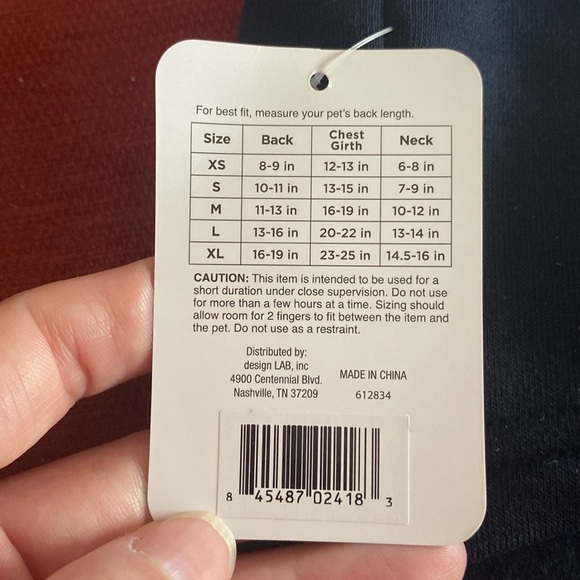 For best fit, measure your pet's back length.
Size Back Chest Girth Neck
XS 8-9 in 12-13 in 6-8 in
S 10-11 in 13-15 in 7-9 in
M 11-13 in 16-19 in 10-12 in
L 13-16 in 20-22 in 13-14 in
XL 16-19 in 23-25 in 14.5-16 in
CAUTION: This item is intended to be used for a
short duration under close supervision. Do not use
for more than a few hours at a time. Sizing should
allow room for 2 fingers to fit between the item and
the pet. Do not use as a restraint.
Distributed by:
design LAB, inc
4900 Centennial Blvd.
Nashville, TN 37209
MADE IN CHINA
612834
8 45487 02418 3